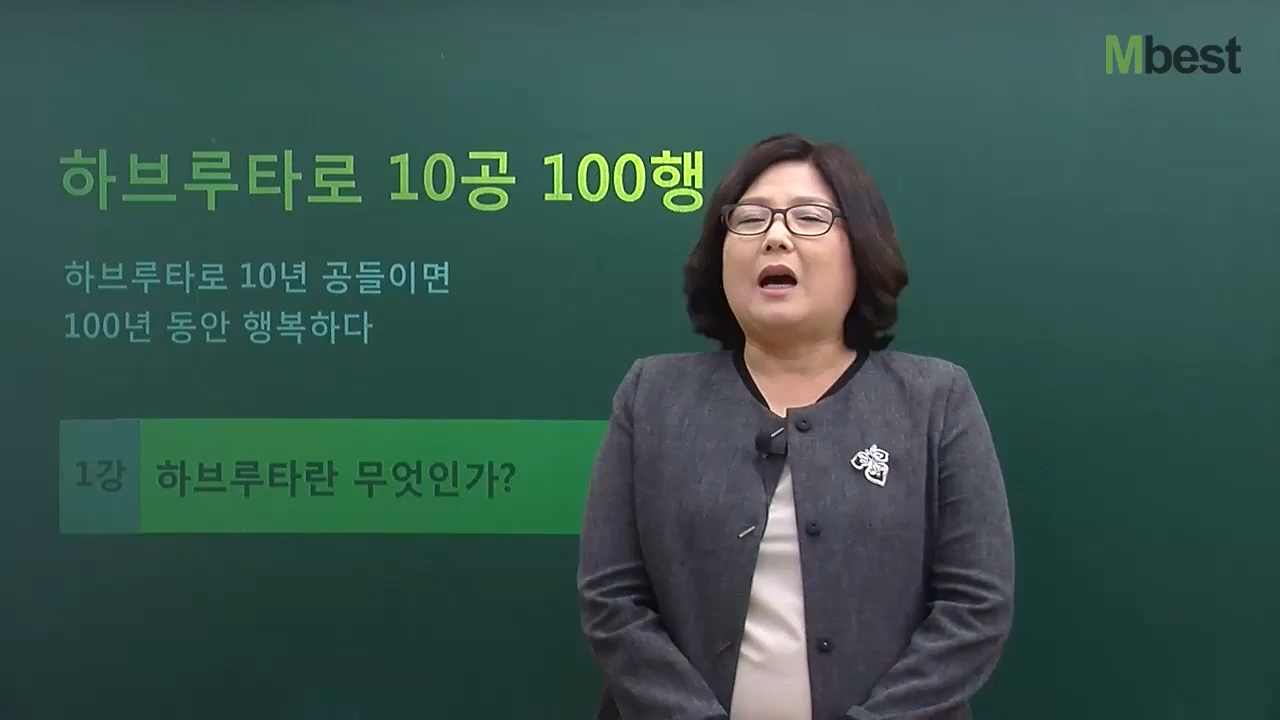 Mbest
하브루타로 10공 100행
하브루타로 10년 공들이면
100년 동안 행복하다
1강 하브루타란 무엇인가?